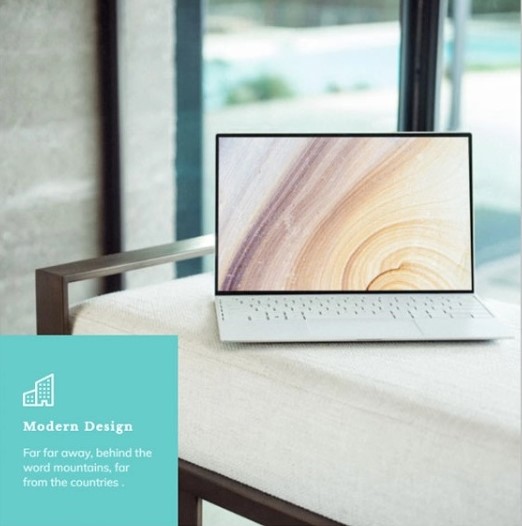 Modern Design
Far far away, behind the
word mountains, far
from the countries .